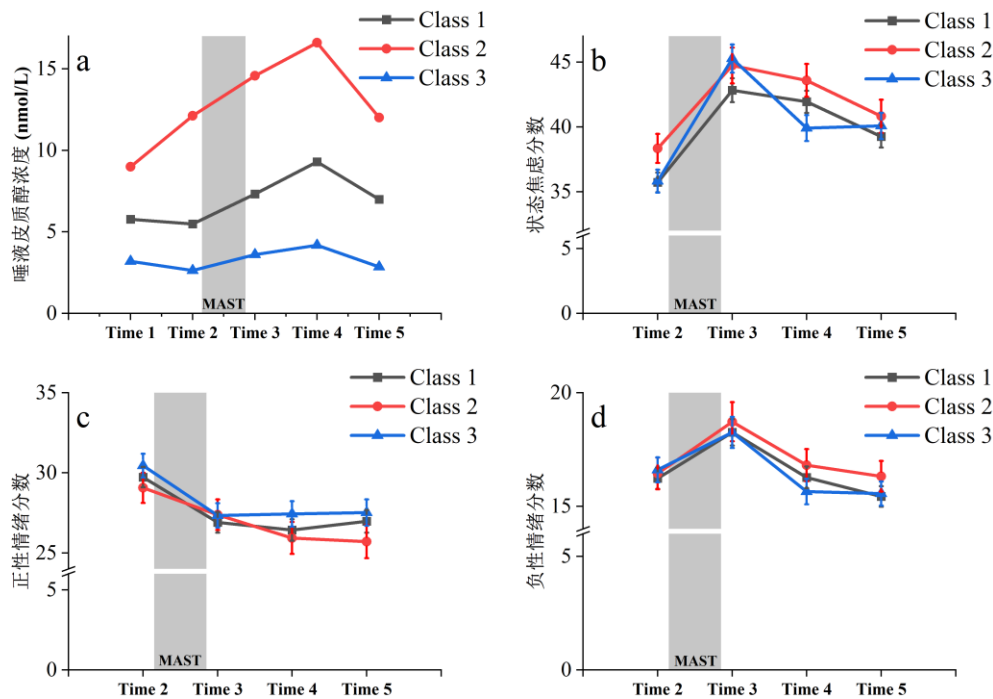 a
Class 1
Class 2
Class 3
唾液皮质醇浓度 (nmol/L)
15
10
5
0
MAST
Time 1 Time 2 Time 3 Time 4 Time 5
b
Class 1
Class 2
Class 3
状态焦虑分数
45
40
35
5
0
MAST
Time 2 Time 3 Time 4 Time 5
c
Class 1
Class 2
Class 3
正性情绪分数
35
30
25
5
0
MAST
Time 2 Time 3 Time 4 Time 5
d
Class 1
Class 2
Class 3
负性情绪分数
20
15
5
0
MAST
Time 2 Time 3 Time 4 Time 5